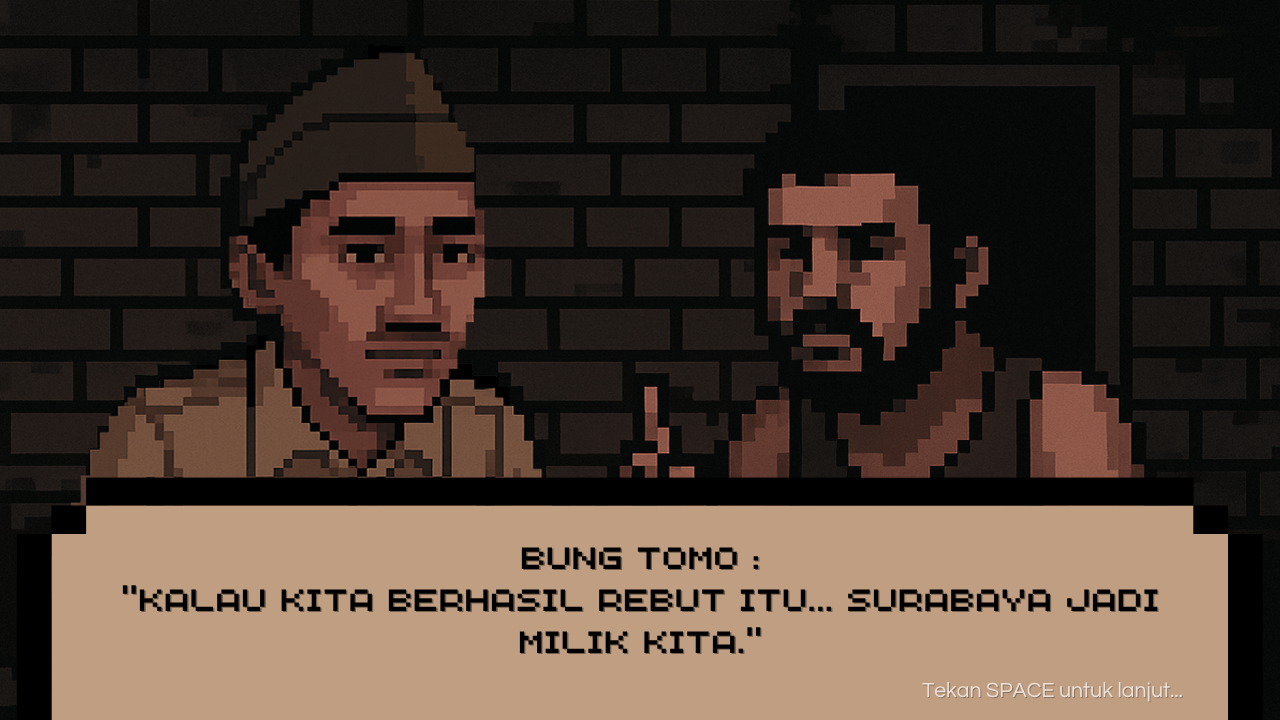 BUNG TOMO :
"KALAU KITA BERHASIL REBUT ITU... SURABAYA JADI
MILIK KITA."
Tekan SPACE untuk lanjut...